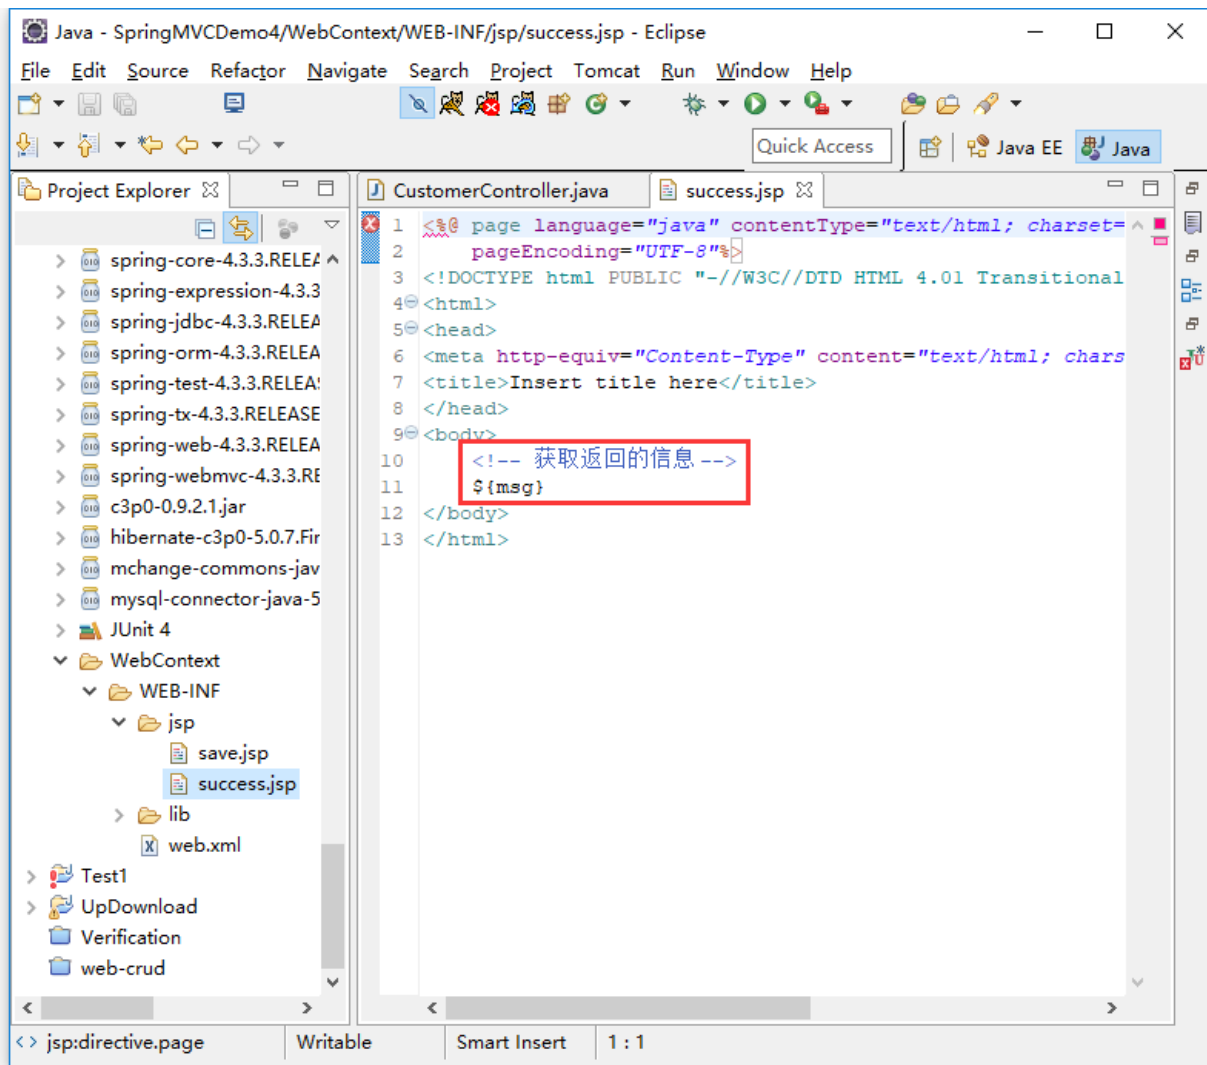 Java - SpringMVCDemo4/WebContext/WEB-INF/jsp/success.jsp - Eclipse
File Edit Source Refactor Navigate Search Project Tomcat Run Window Help
Quick Access
Java EE
Java
Project Explorer
CustomerController.java
success.jsp
spring-core-4.3.3.RELEA
spring-expression-4.3.3
spring-jdbc-4.3.3.RELEA
spring-orm-4.3.3.RELEA
spring-test-4.3.3.RELEA
spring-tx-4.3.3.RELEASE
spring-web-4.3.3.RELEA
spring-webmvc-4.3.3.RE
c3p0-0.9.2.1.jar
hibernate-c3p0-5.0.7.Fir
mchange-commons-jav
mysql-connector-java-5
JUnit 4
WebContext
WEB-INF
jsp
save.jsp
success.jsp
lib
web.xml
Test1
UpDownload
Verification
web-crud
1 <%@ page language="java" contentType="text/html; charset=
2 pageEncoding="UTF-8"%>
3 <!DOCTYPE html PUBLIC "-//W3C//DTD HTML 4.01 Transitional
4 <html>
5 <head>
6 <meta http-equiv="Content-Type" content="text/html; chars
7 <title>Insert title here</title>
8 </head>
9 <body>
10 <!-- 获取返回的信息 -->
11 ${msg}
12 </body>
13 </html>
<> jsp:directive.page
Writable
Smart Insert
1 : 1